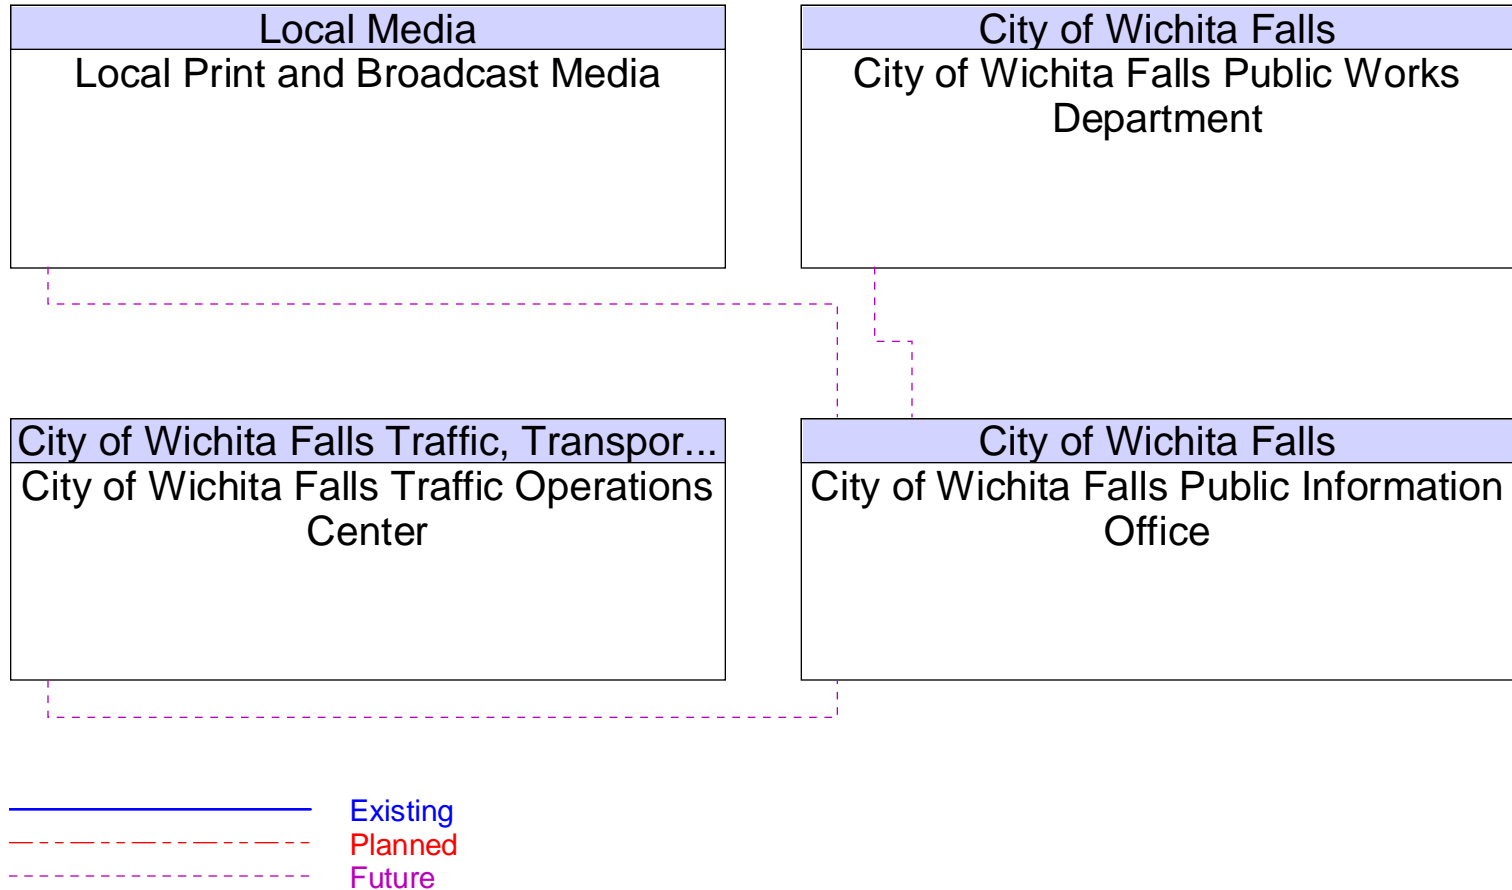 Local Media
Local Print and Broadcast Media
City of Wichita Falls
City of Wichita Falls Public Works
Department
City of Wichita Falls Traffic, Transpor...
City of Wichita Falls Traffic Operations
Center
City of Wichita Falls
City of Wichita Falls Public Information
Office
Existing
Planned
Future